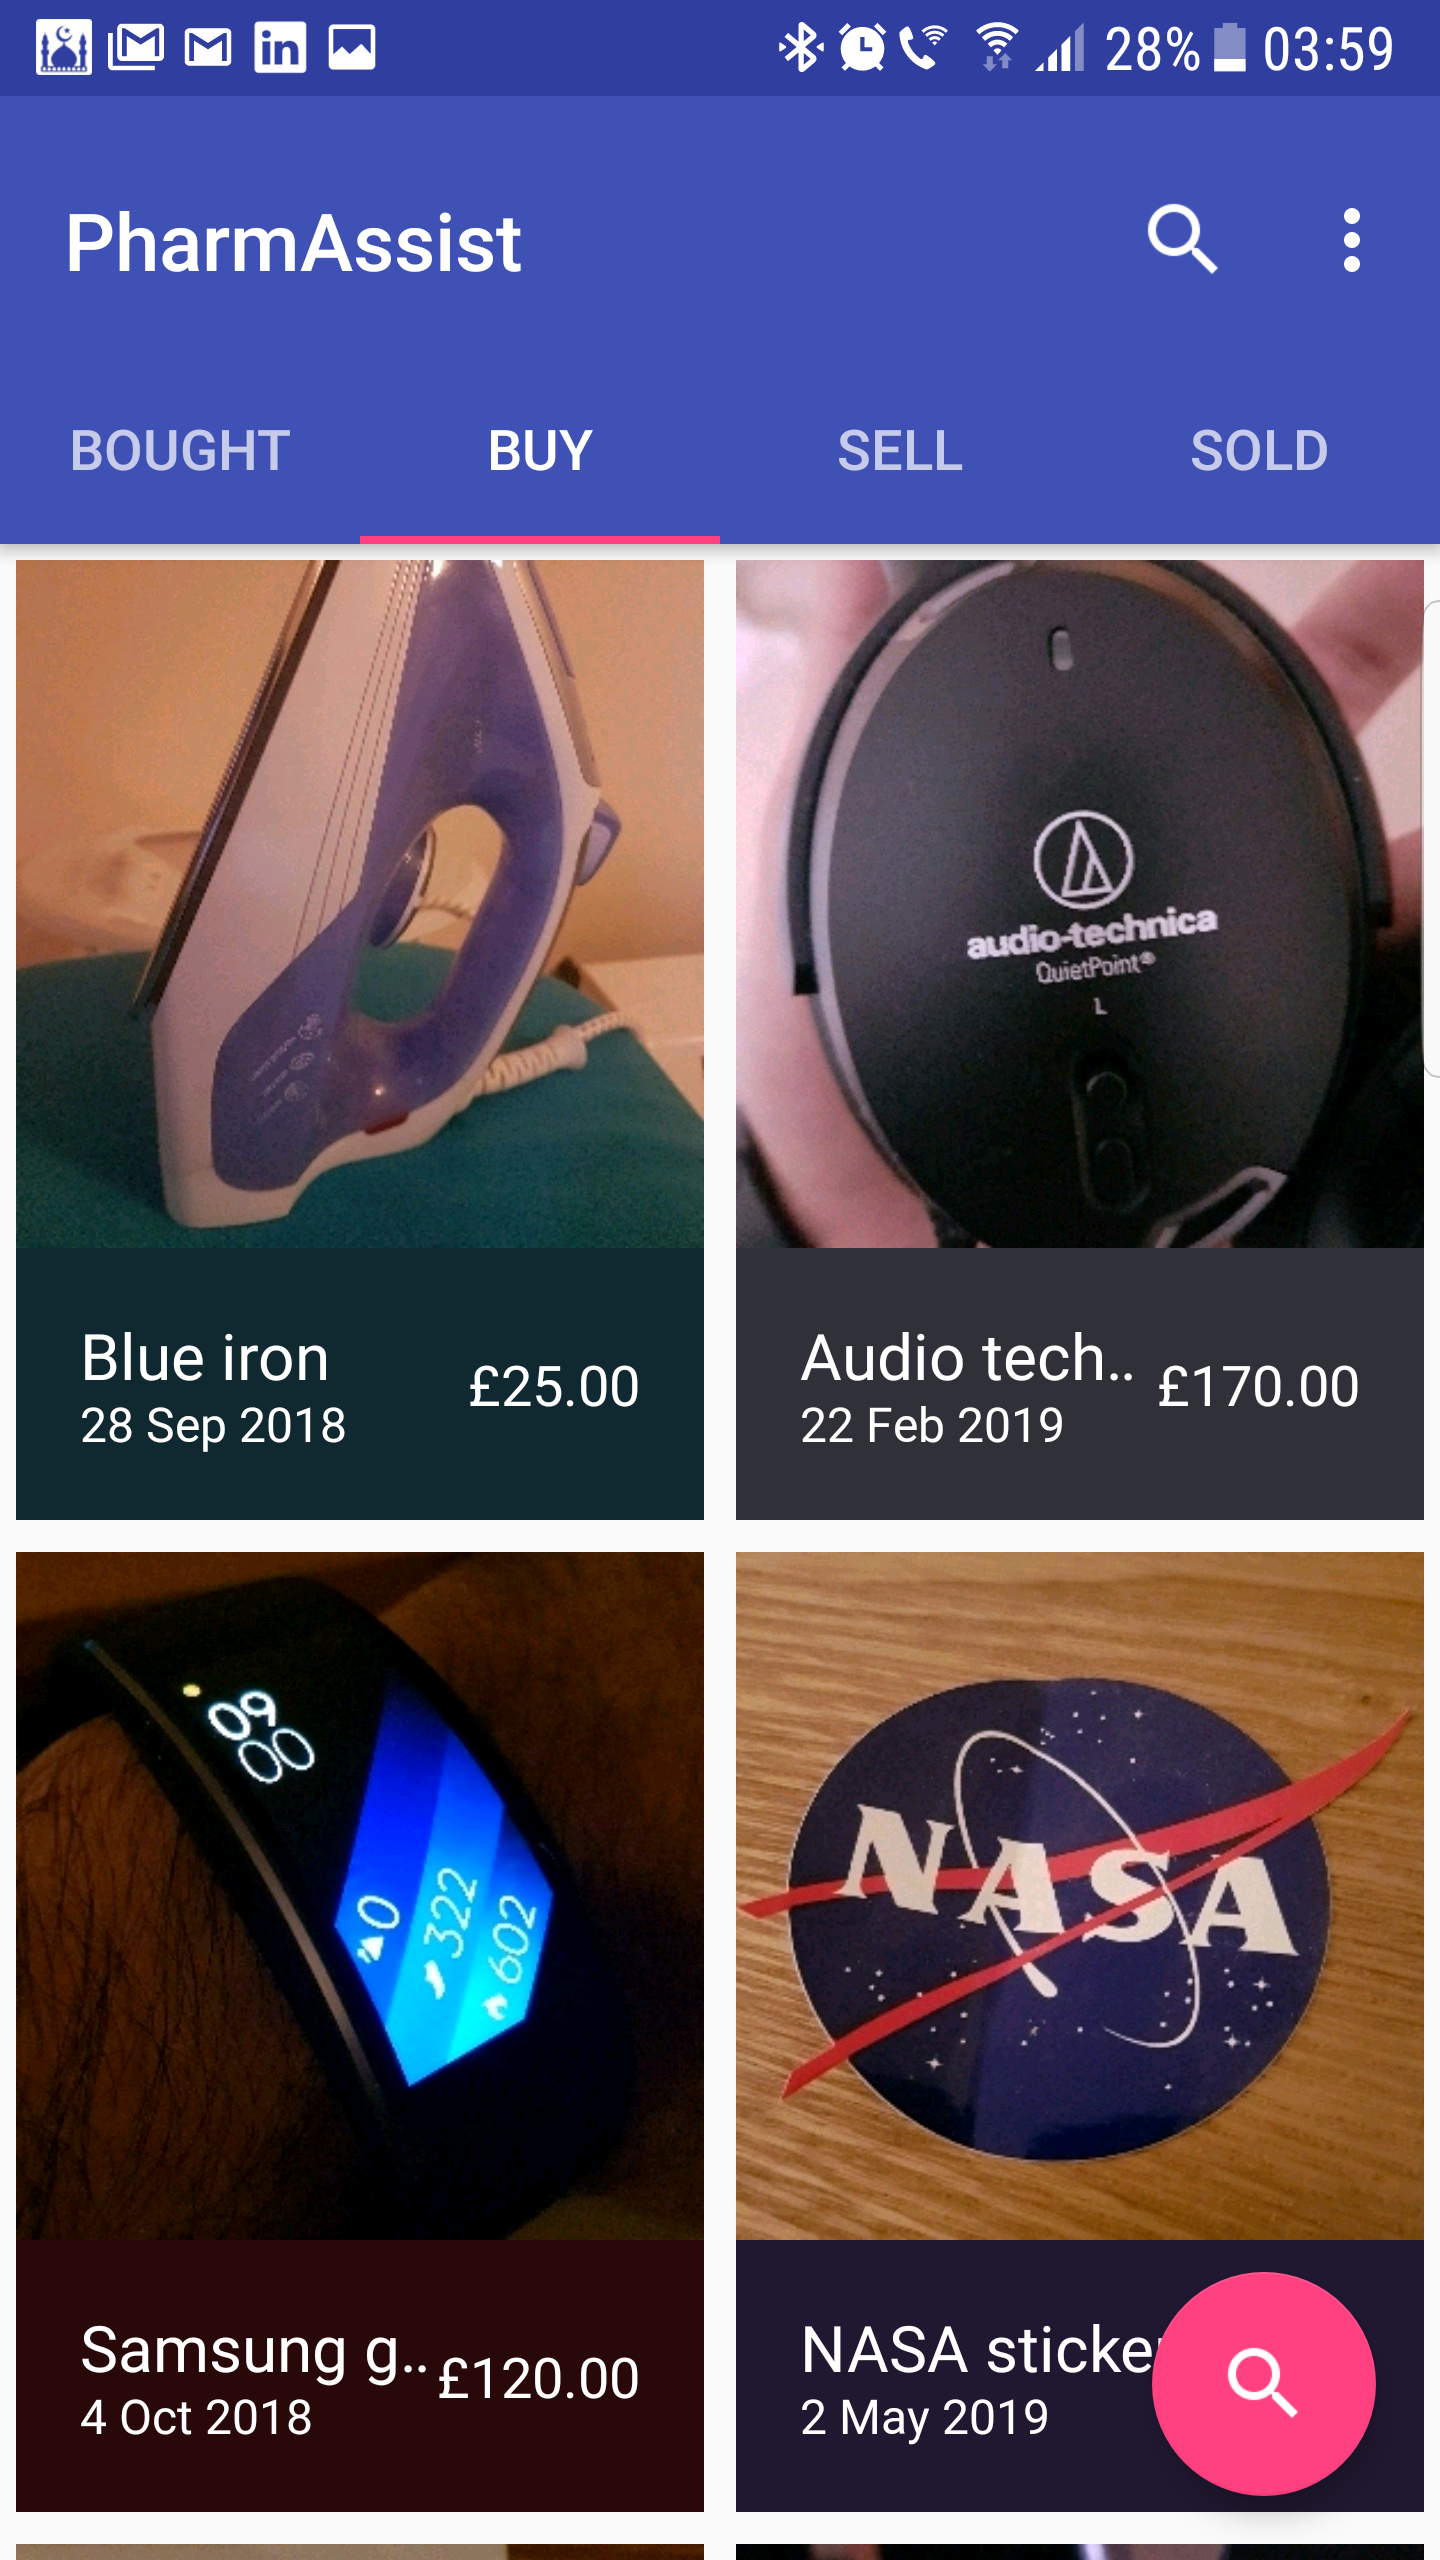 28% 03:59
PharmAssist
BOUGHT BUY SELL SOLD
audio-technica
QuietPoint®
L
Blue iron
28 Sep 2018
£25.00
Audio tech..
22 Feb 2019
£170.00
09
00
0
322
602
NASA
Samsung g..
4 Oct 2018
£120.00
NASA sticke
2 May 2019